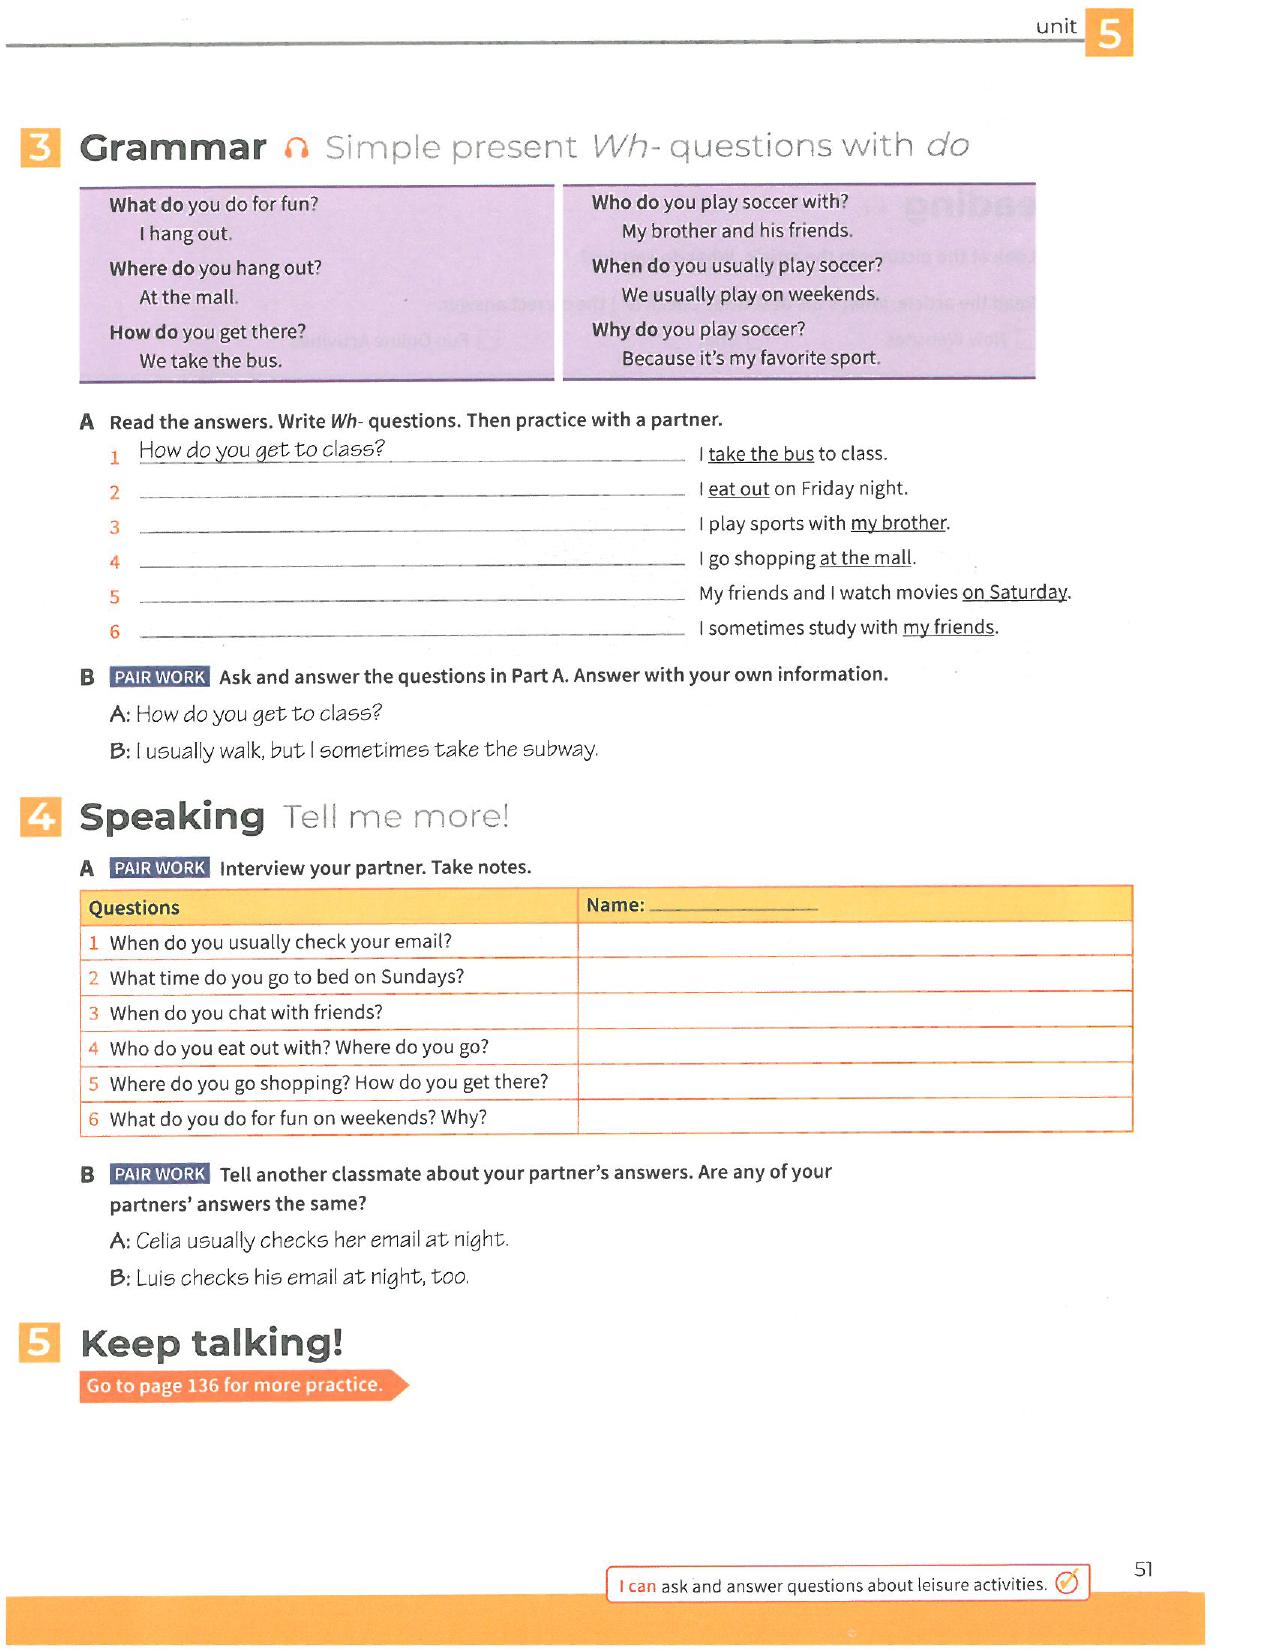 unit 5
3 Grammar Simple present Wh- questions with do
What do you do for fun?
I hang out.
Where do you hang out?
At the mall.
How do you get there?
We take the bus.
Who do you play soccer with?
My brother and his friends.
When do you usually play soccer?
We usually play on weekends.
Why do you play soccer?
Because it's my favorite sport.
A Read the answers. Write Wh- questions. Then practice with a partner.
1 How do you get to class? I take the bus to class.
2 I eat out on Friday night.
3 I play sports with my brother.
4 I go shopping at the mall.
5 My friends and I watch movies on Saturday.
6 I sometimes study with my friends.
B PAIR WORK Ask and answer the questions in Part A. Answer with your own information.
A: How do you get to class?
B: I usually walk, but I sometimes take the subway.
4 Speaking Tell me more!
A PAIR WORK Interview your partner. Take notes.
Questions Name:
1 When do you usually check your email?
2 What time do you go to bed on Sundays?
3 When do you chat with friends?
4 Who do you eat out with? Where do you go?
5 Where do you go shopping? How do you get there?
6 What do you do for fun on weekends? Why?
B PAIR WORK Tell another classmate about your partner's answers. Are any of your
partners' answers the same?
A: Celia usually checks her email at night.
B: Luis checks his email at night, too.
5 Keep talking!
Go to page 136 for more practice.
I can ask and answer questions about leisure activities.
51